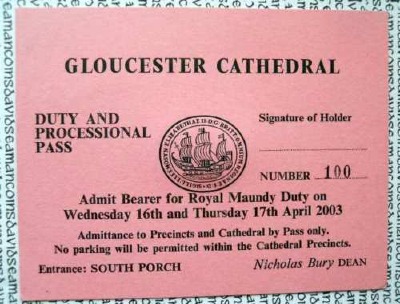 GLOUCESTER CATHEDRAL
DUTY AND
PROCESSIONAL
PASS
Signature of Holder
NUMBER 100
Admit Bearer for Royal Maundy Duty on
Wednesday 16th and Thursday 17th April 2003
Admittance to Precincts and Cathedral by Pass only.
No parking will be permitted within the Cathedral Precincts.
Entrance: SOUTH PORCH
Nicholas Bury DEAN